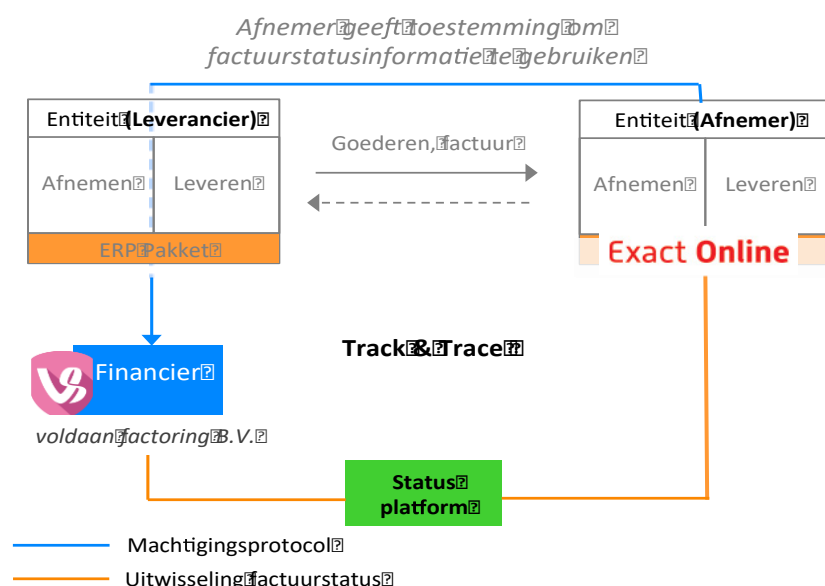 Afnemer geeft toestemming om
factuurstatusinformatie te gebruiken
Entiteit (Leverancier)
Entiteit (Afnemer)
Goederen, factuur
Afnemen
Leveren
Afnemen
Leveren
ERP Pakket
Exact Online
Track & Trace
Financier
voldaan factoring B.V.
Status
platform
Machtigingsprotocol
Uitwisseling factuurstatus